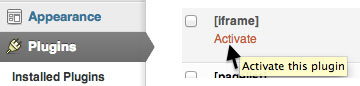 Appearance
Plugins
Installed Plugins
[iframe]
Activate
Activate this plugin